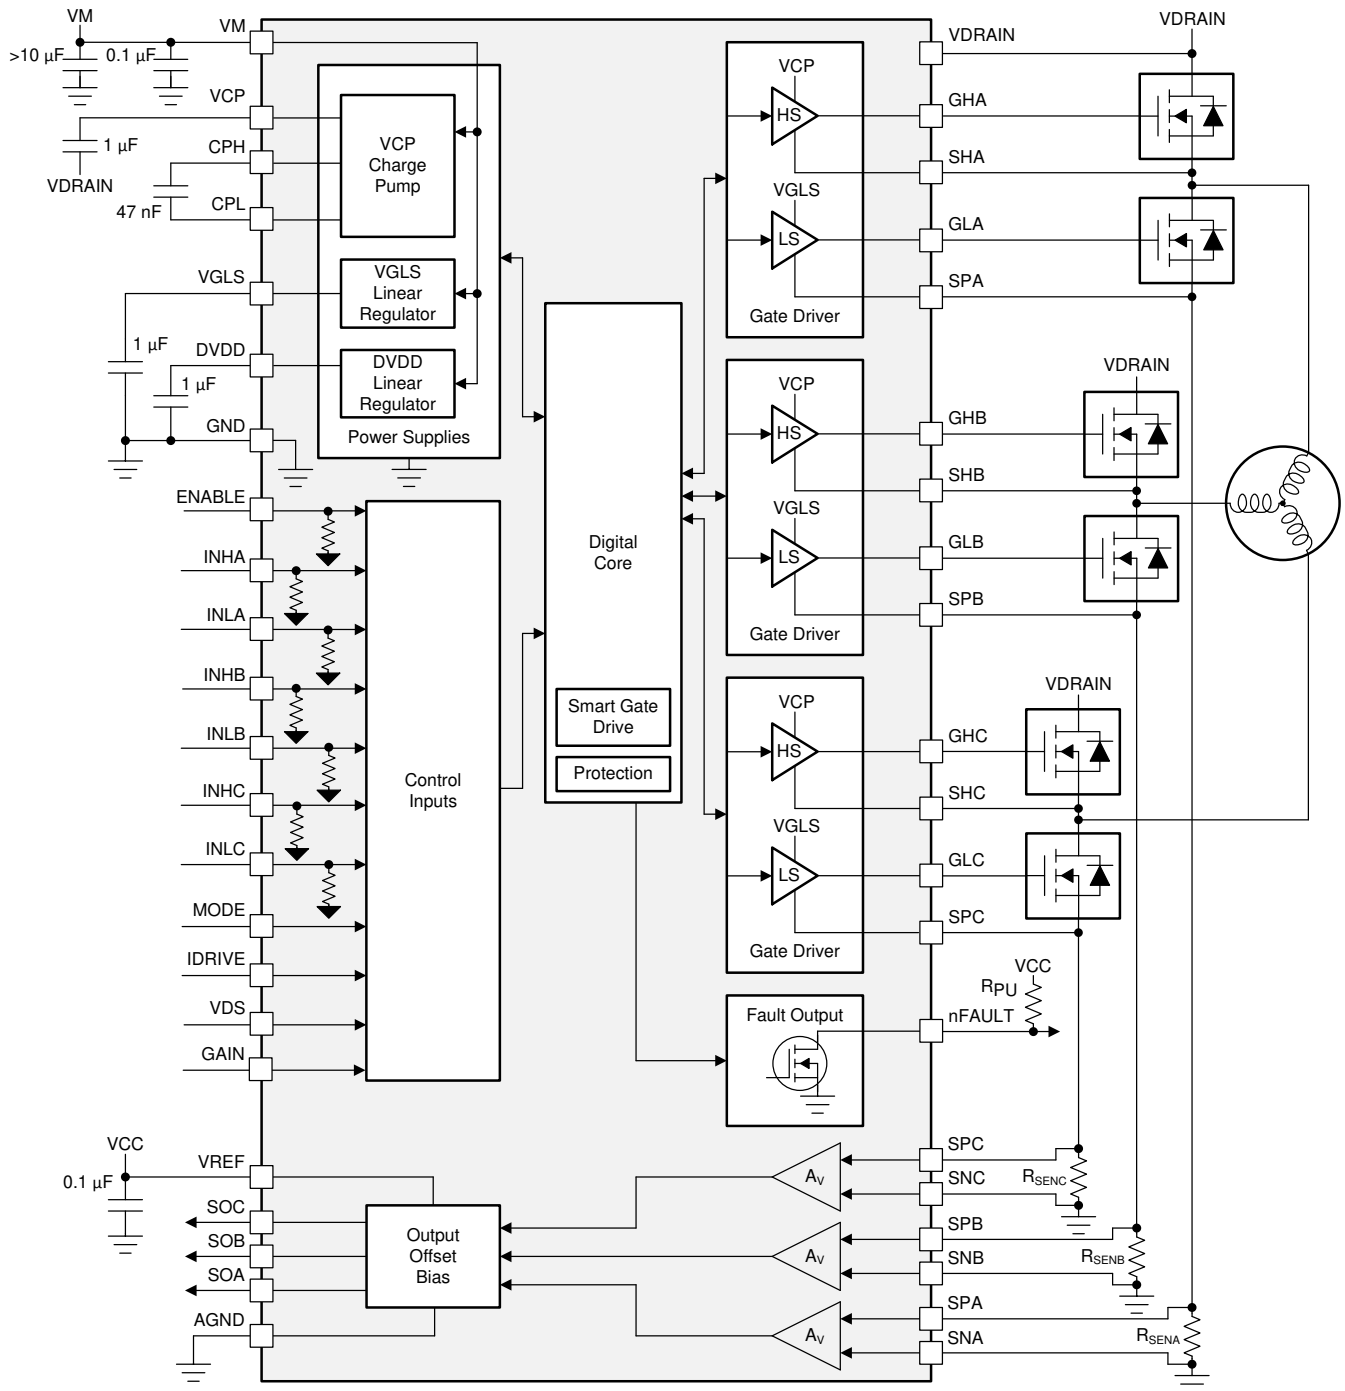 VM
>10 µF
0.1 µF
VM
VCP
1 µF
VDRAIN
CPH
47 nF
CPL
VGLS
1 µF
DVDD
1 µF
GND
VCP
Charge
Pump
VGLS
Linear
Regulator
DVDD
Linear
Regulator
Power Supplies
ENABLE
INHA
INLA
INHB
INLB
INHC
INLC
MODE
IDRIVE
VDS
GAIN
Control
Inputs
Digital
Core
Smart Gate
Drive
Protection
VCP
HS
VGLS
LS
Gate Driver
VCP
HS
VGLS
LS
Gate Driver
VCP
HS
VGLS
LS
Gate Driver
Fault Output
VDRAIN
VDRAIN
GHA
SHA
GLA
SPA
VDRAIN
GHB
SHB
GLB
SPB
VDRAIN
GHC
SHC
GLC
SPC
VCC
RPU
nFAULT
VCC
0.1 µF
VREF
SOC
SOB
SOA
AGND
Output
Offset
Bias
AV
AV
AV
SPC
SNC
RSENC
SPB
SNB
RSENB
SPA
SNA
RSENA